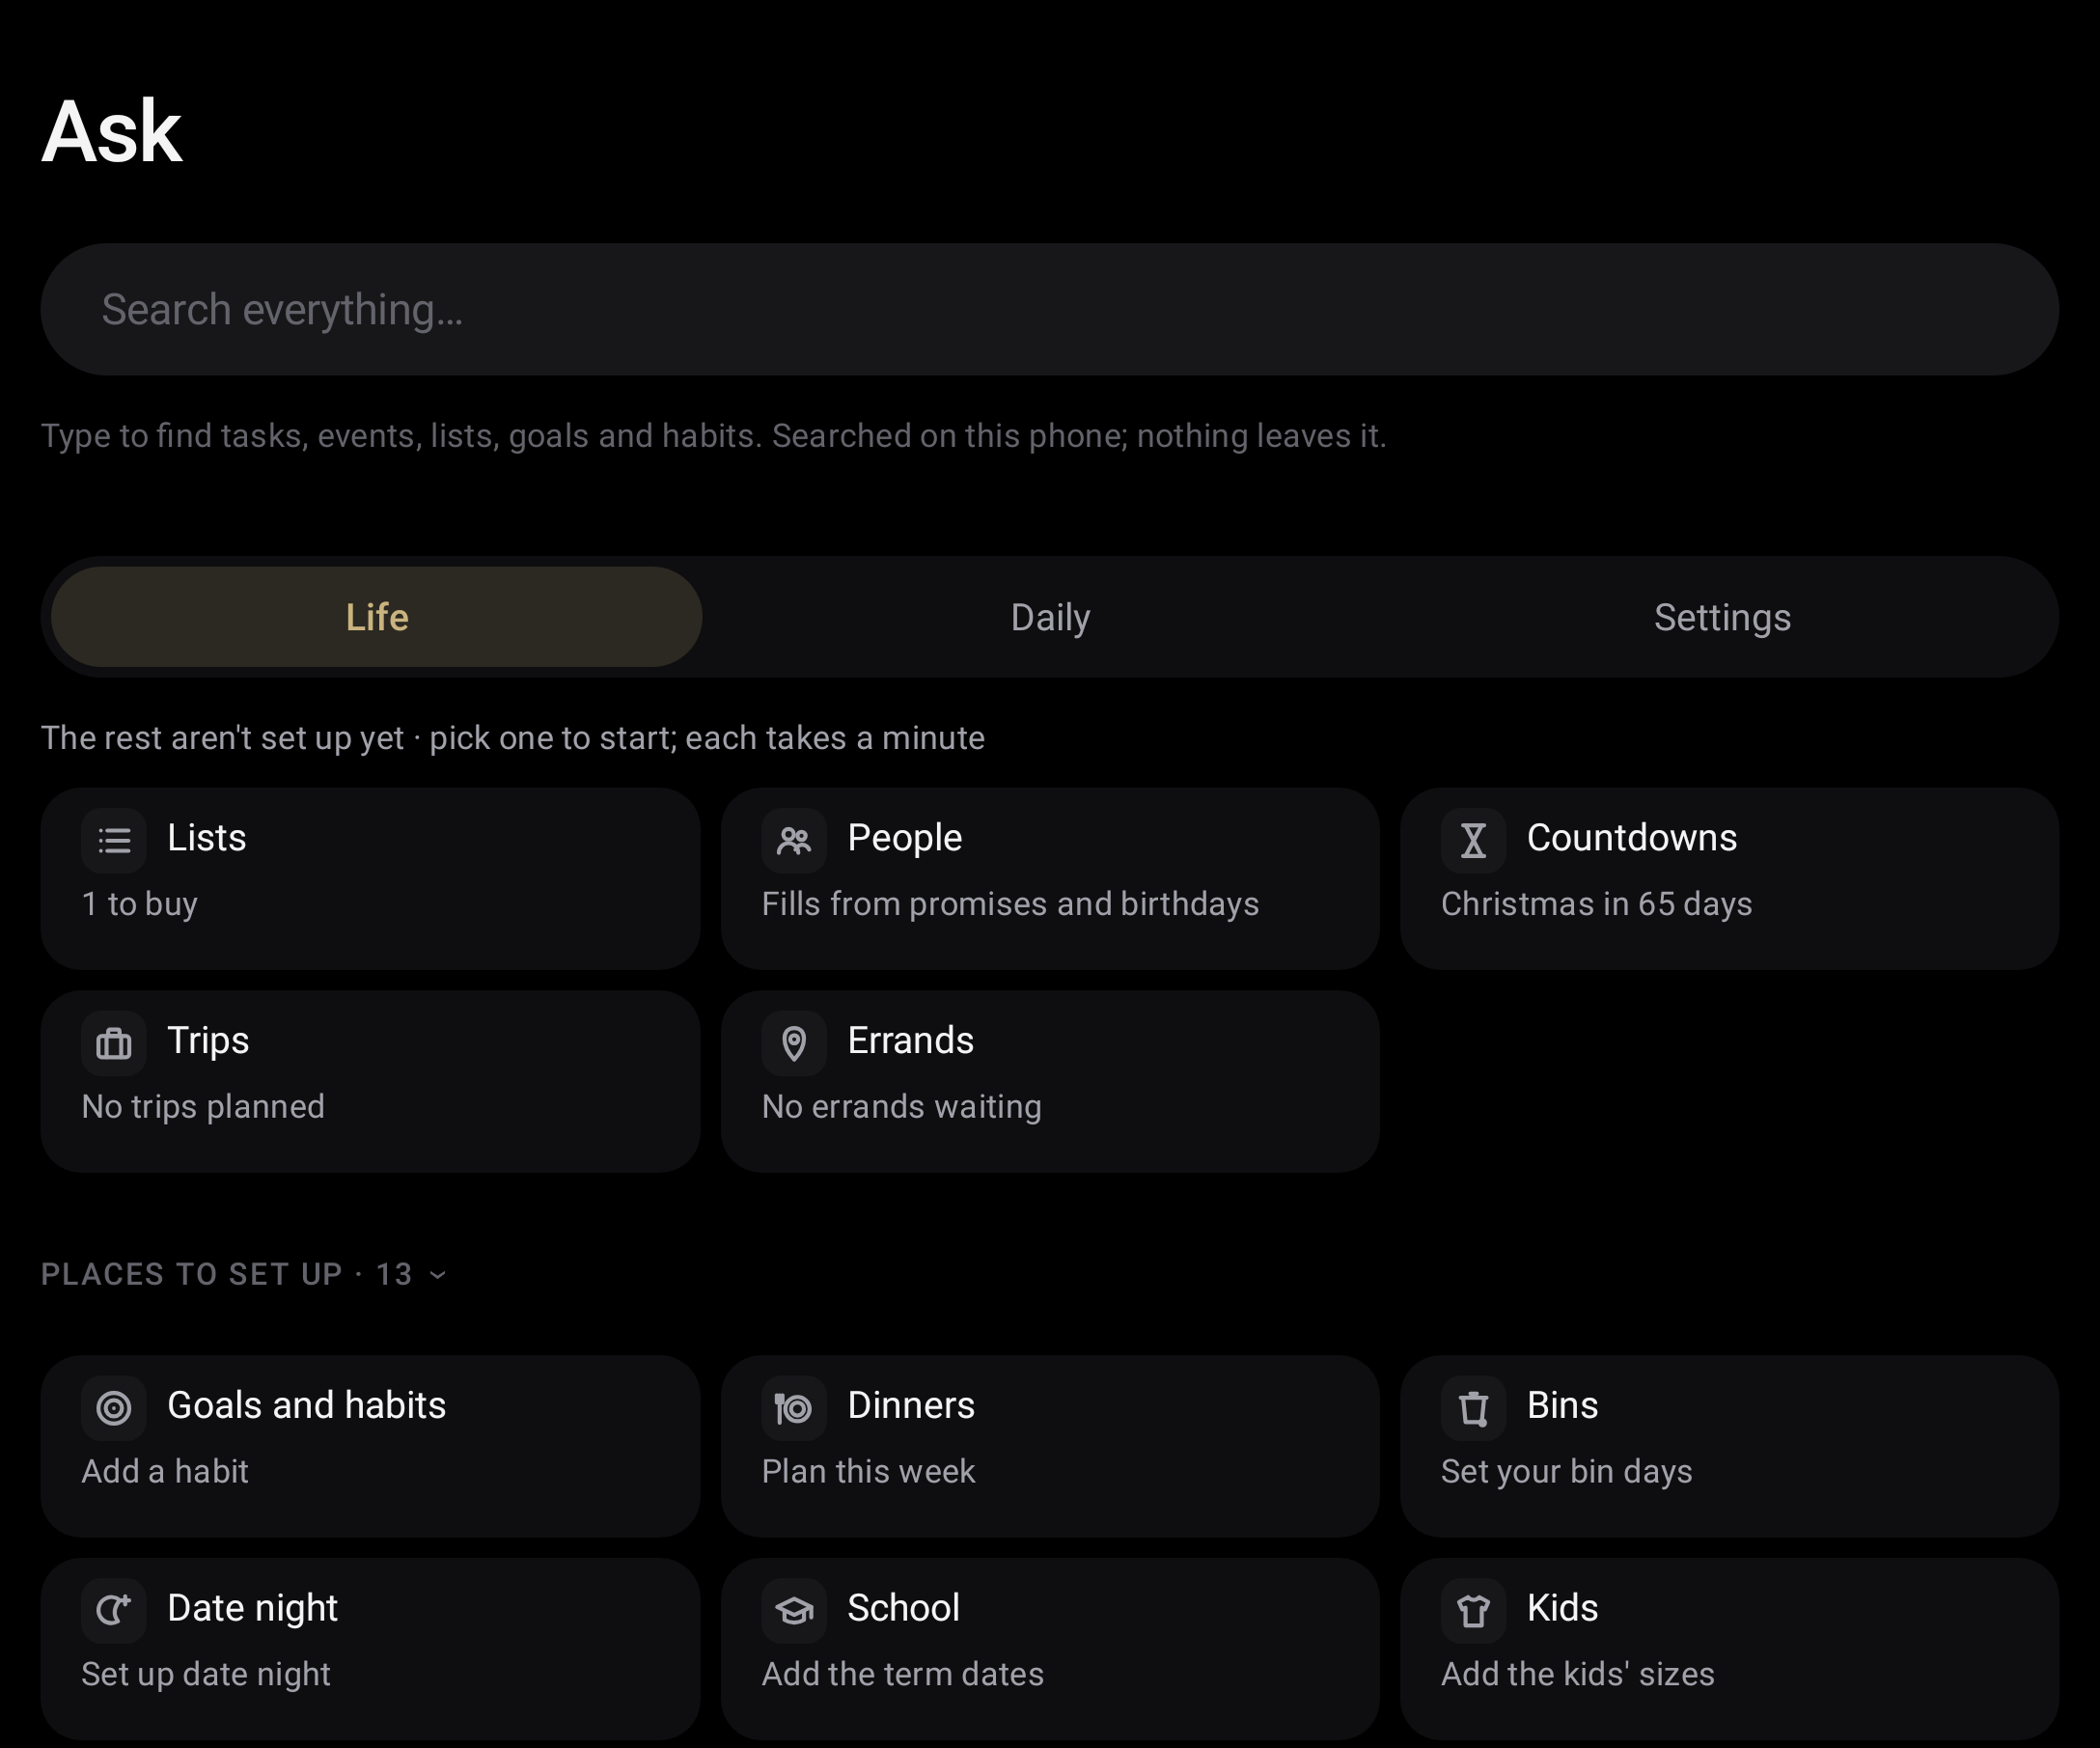 Ask
Search everything...
Type to find tasks, events, lists, goals and habits. Searched on this phone; nothing leaves it.
Life
Daily
Settings
The rest aren't set up yet · pick one to start; each takes a minute
Lists
1 to buy
People
Fills from promises and birthdays
Countdowns
Christmas in 65 days
Trips
No trips planned
Errands
No errands waiting
PLACES TO SET UP · 13
Goals and habits
Add a habit
Dinners
Plan this week
Bins
Set your bin days
Date night
Set up date night
School
Add the term dates
Kids
Add the kids' sizes